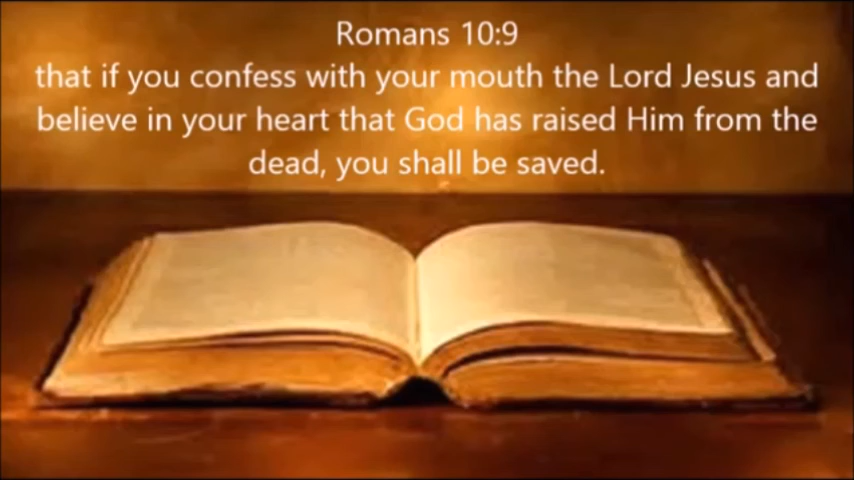 Romans 10:9
that if you confess with your mouth the Lord Jesus and
believe in your heart that God has raised Him from the
dead, you shall be saved.